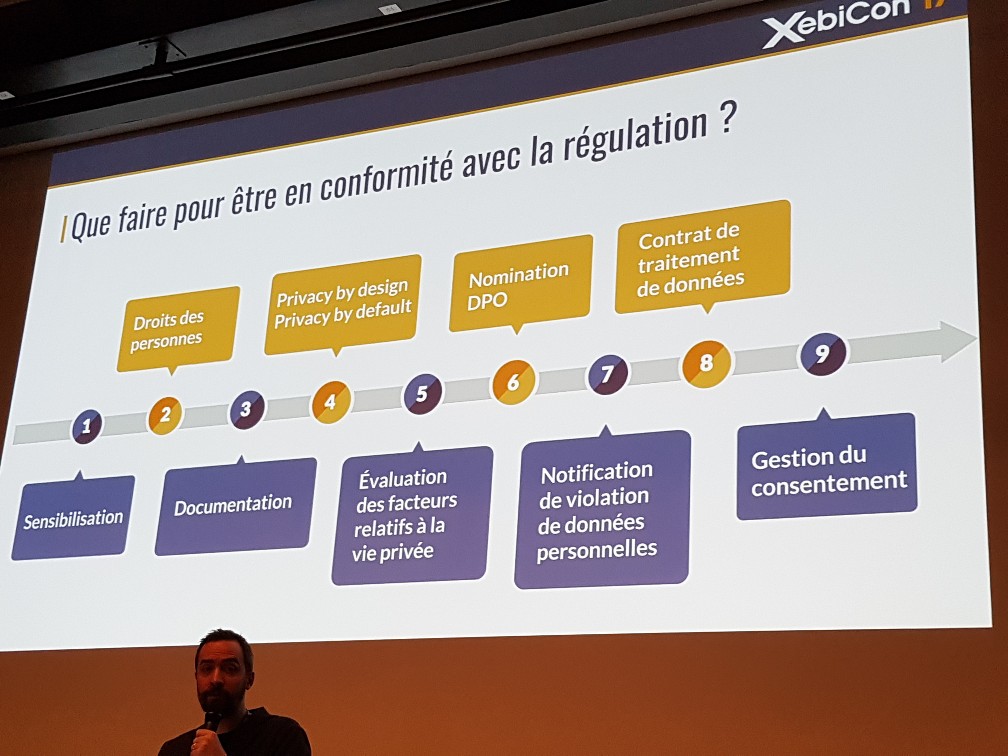 XebiCon 17
Que faire pour être en conformité avec la régulation ?
Droits des
personnes
Privacy by design
Privacy by default
Nomination
DPO
Contrat de
traitement
de données
1
2
3
4
5
6
7
8
9
Sensibilisation
Documentation
Évaluation
des facteurs
relatifs à la
vie privée
Notification
de violation
de données
personnelles
Gestion du
consentement